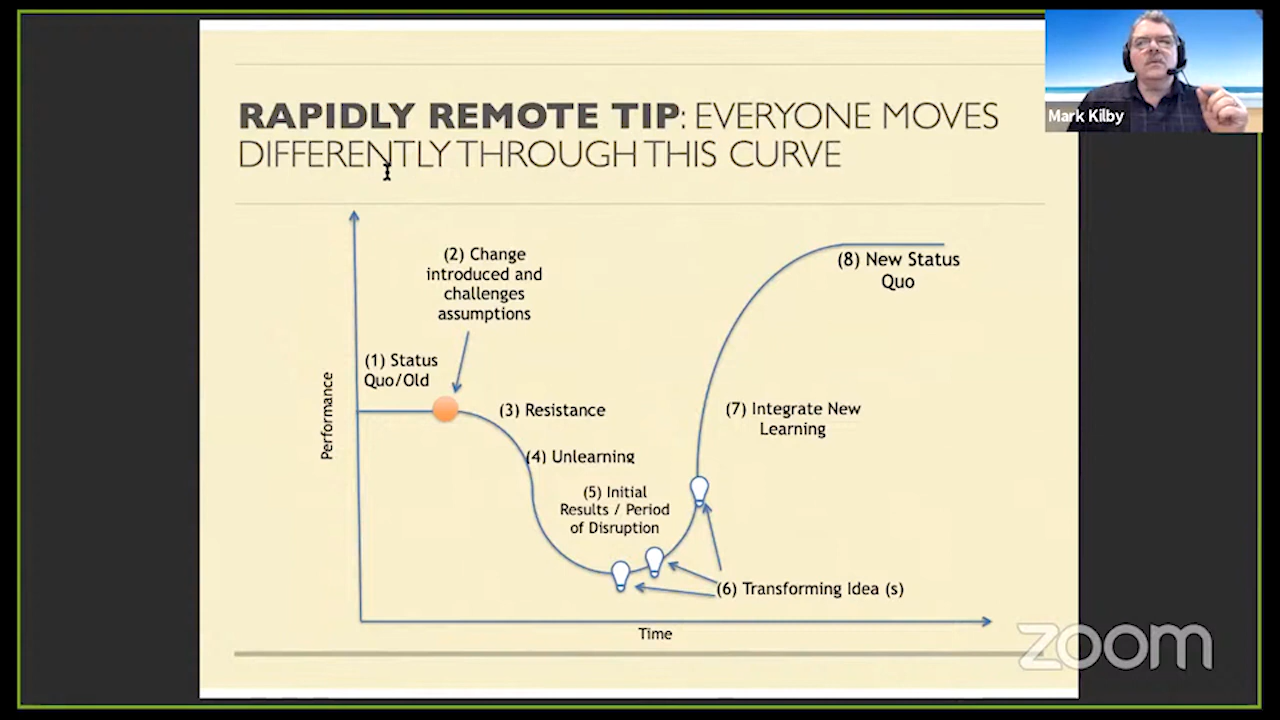 RAPIDLY REMOTE TIP: EVERYONE MOVES
DIFFERENTLY THROUGH THIS CURVE
Mark Kilby
(2) Change
introduced and
challenges
assumptions
(8) New Status
Quo
(1) Status
Quo/Old
Performance
(3) Resistance
(7) Integrate New
Learning
(4) Unlearning
(5) Initial
Results / Period
of Disruption
(6) Transforming Idea (s)
Time
zoom